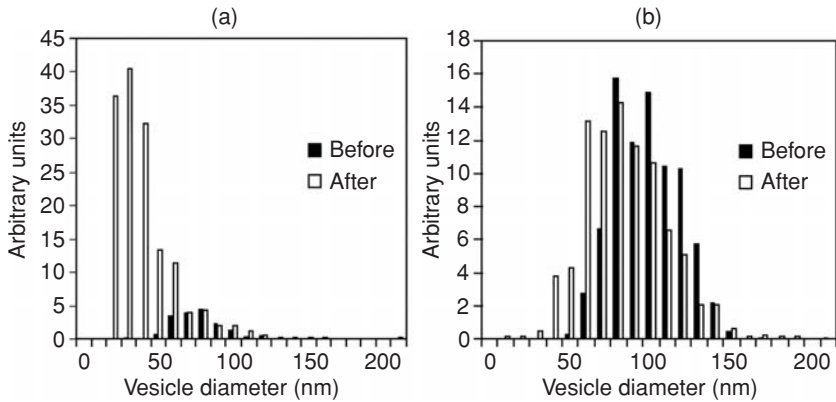 (a)
45
40
35
30
25
20
15
10
5
0
Arbitrary units
Before
After
0 50 100 150 200
Vesicle diameter (nm)
(b)
18
16
14
12
10
8
6
4
2
0
Arbitrary units
Before
After
0 50 100 150 200
Vesicle diameter (nm)